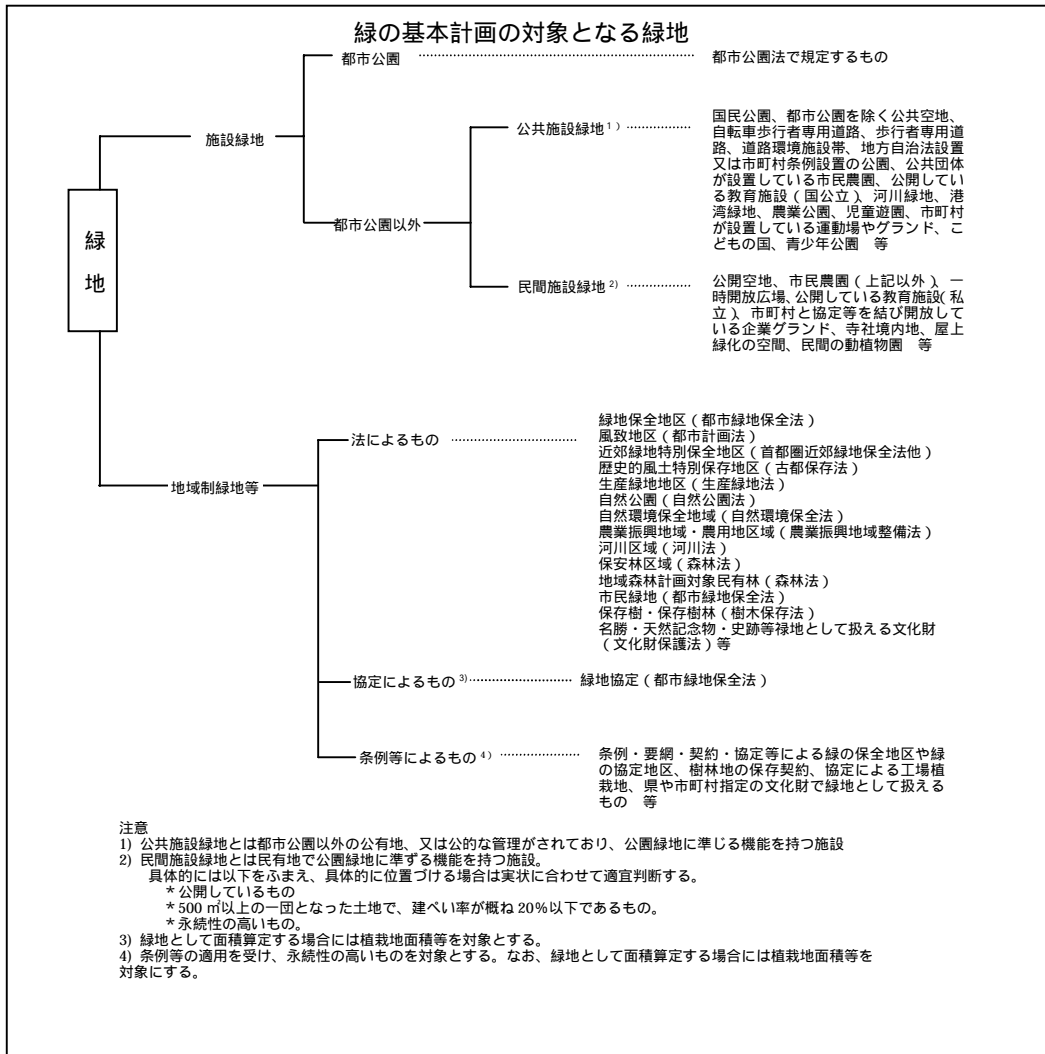 緑の基本計画の対象となる緑地
都市公園
都市公園法で規定するもの
緑地
施設緑地
都市公園以外
公共施設緑地1）
国民公園、都市公園を除く公共空地、
自転車歩行者専用道路、歩行者専用道
路、道路環境施設帯、地方自治法設置
又は市町村条例設置の公園、公共団体
が設置している市民農園、公開してい
る教育施設（国公立）、河川緑地、港
湾緑地、農業公園、児童遊園、市町村
が設置している運動場やグランド、こ
どもの国、青少年公園　等
民間施設緑地2）
公開空地、市民農園（上記以外）、一
時開放広場、公開している教育施設（私
立）、市町村と協定等を結び開放して
いる企業グランド、寺社境内地、屋上
緑化の空間、民間の動植物園　等
地域制緑地等
法によるもの
緑地保全地区（都市緑地保全法）
風致地区（都市計画法）
近郊緑地特別保全地区（首都圏近郊緑地保全法他）
歴史的風土特別保存地区（古都保存法）
生産緑地地区（生産緑地法）
自然公園（自然公園法）
自然環境保全地域（自然環境保全法）
農業振興地域・農用地区域（農業振興地域整備法）
河川区域（河川法）
保安林区域（森林法）
地域森林計画対象民有林（森林法）
市民緑地（都市緑地保全法）
保存樹・保存樹林（樹木保存法）
名勝・天然記念物・史跡等禄地として扱える文化財
（文化財保護法）等
協定によるもの3)
緑地協定（都市緑地保全法）
条例等によるもの4）
条例・要網・契約・協定等による緑の保全地区や緑
の協定地区、樹林地の保存契約、協定による工場植
栽地、県や市町村指定の文化財で緑地として扱える
もの　等
注意
1) 公共施設緑地とは都市公園以外の公有地、又は公的な管理がされており、公園緑地に準じる機能を持つ施設
2) 民間施設緑地とは民有地で公園緑地に準ずる機能を持つ施設。
具体的には以下をふまえ、具体的に位置づける場合は実状に合わせて適宜判断する。
＊公開しているもの
＊500 ㎡以上の一団となった土地で、建ぺい率が概ね 20％以下であるもの。
＊永続性の高いもの。
3) 緑地として面積算定する場合には植栽地面積等を対象とする。
4) 条例等の適用を受け、永続性の高いものを対象とする。なお、緑地として面積算定する場合には植栽地面積等を
対象にする。